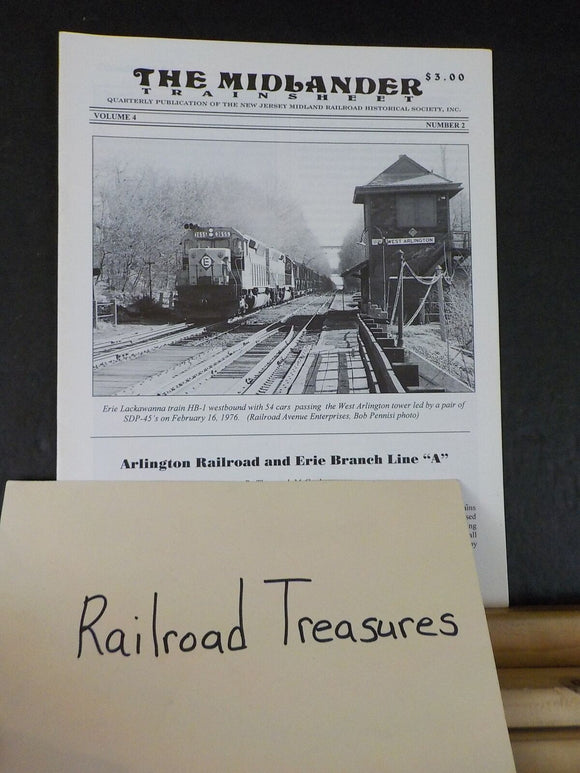 THE MIDLANDER
$3.00
TRAINSHEET
QUARTERLY PUBLICATION OF THE NEW JERSEY MIDLAND RAILROAD HISTORICAL SOCIETY, INC.
VOLUME 4
NUMBER 2
WEST ARLINGTON
Erie Lackawanna train HB-1 westbound with 54 cars passing the West Arlington tower led by a pair of
SDP-45's on February 16, 1976. (Railroad Avenue Enterprises, Bob Pennisi photo)
Arlington Railroad and Erie Branch Line “A”
Railroad Treasures